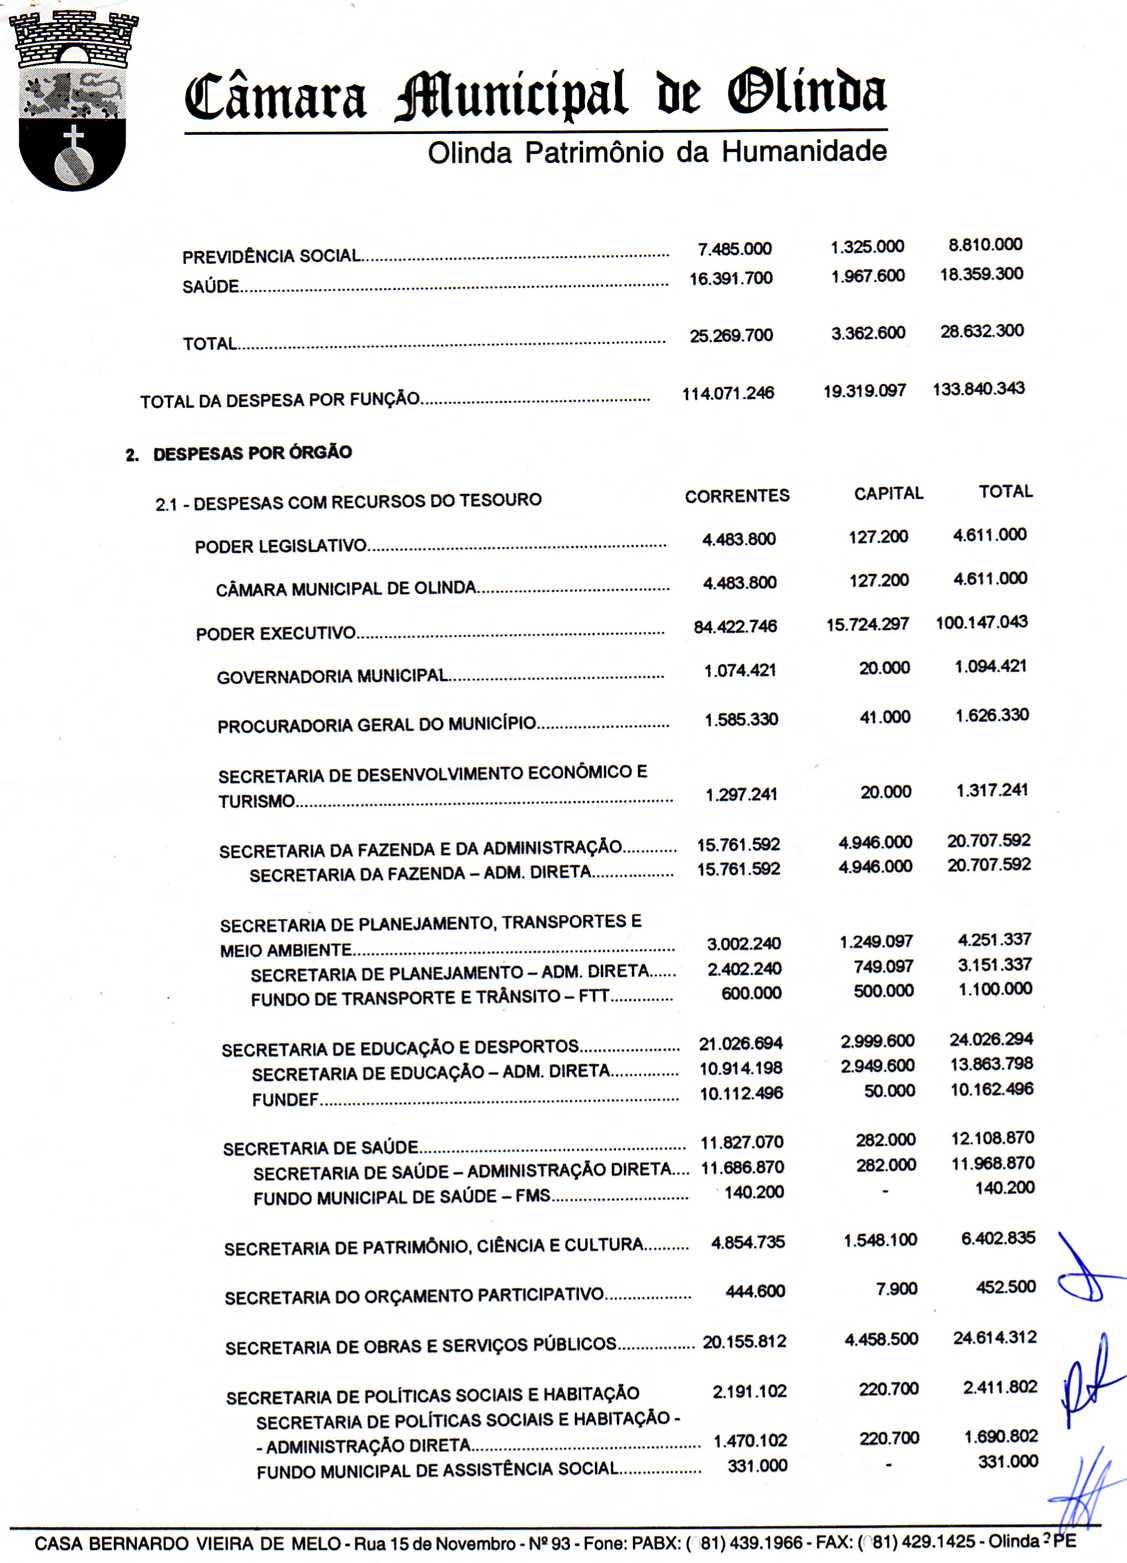 Câmara Municipal de Olinda
Olinda Patrimônio da Humanidade
PREVIDÊNCIA SOCIAL.................................................................... 7.485.000 1.325.000 8.810.000
SAÚDE............................................................................................... 16.391.700 1.967.600 18.359.300
TOTAL............................................................................................... 25.269.700 3.362.600 28.632.300
TOTAL DA DESPESA POR FUNÇÃO.................................................. 114.071.246 19.319.097 133.840.343
2. DESPESAS POR ÓRGÃO
2.1 - DESPESAS COM RECURSOS DO TESOURO CORRENTES CAPITAL TOTAL
PODER LEGISLATIVO.................................................................. 4.483.800 127.200 4.611.000
CÂMARA MUNICIPAL DE OLINDA.......................................... 4.483.800 127.200 4.611.000
PODER EXECUTIVO.................................................................... 84.422.746 15.724.297 100.147.043
GOVERNADORIA MUNICIPAL............................................... 1.074.421 20.000 1.094.421
PROCURADORIA GERAL DO MUNICÍPIO............................. 1.585.330 41.000 1.626.330
SECRETARIA DE DESENVOLVIMENTO ECONÔMICO E
TURISMO................................................................................... 1.297.241 20.000 1.317.241
SECRETARIA DA FAZENDA E DA ADMINISTRAÇÃO............ 15.761.592 4.946.000 20.707.592
SECRETARIA DA FAZENDA – ADM. DIRETA.................. 15.761.592 4.946.000 20.707.592
SECRETARIA DE PLANEJAMENTO, TRANSPORTES E
MEIO AMBIENTE....................................................................... 3.002.240 1.249.097 4.251.337
SECRETARIA DE PLANEJAMENTO – ADM. DIRETA...... 2.402.240 749.097 3.151.337
FUNDO DE TRANSPORTE E TRÂNSITO – FTT.............. 600.000 500.000 1.100.000
SECRETARIA DE EDUCAÇÃO E DESPORTOS...................... 21.026.694 2.999.600 24.026.294
SECRETARIA DE EDUCAÇÃO – ADM. DIRETA............... 10.914.198 2.949.600 13.863.798
FUNDEF............................................................................... 10.112.496 50.000 10.162.496
SECRETARIA DE SAÚDE........................................................... 11.827.070 282.000 12.108.870
SECRETARIA DE SAÚDE – ADMINISTRAÇÃO DIRETA.... 11.686.870 282.000 11.968.870
FUNDO MUNICIPAL DE SAÚDE – FMS.............................. 140.200 - 140.200
SECRETARIA DE PATRIMÔNIO, CIÊNCIA E CULTURA.......... 4.854.735 1.548.100 6.402.835
SECRETARIA DO ORÇAMENTO PARTICIPATIVO................... 444.600 7.900 452.500
SECRETARIA DE OBRAS E SERVIÇOS PÚBLICOS................. 20.155.812 4.458.500 24.614.312
SECRETARIA DE POLÍTICAS SOCIAIS E HABITAÇÃO 2.191.102 220.700 2.411.802
SECRETARIA DE POLÍTICAS SOCIAIS E HABITAÇÃO -
- ADMINISTRAÇÃO DIRETA.................................................. 1.470.102 220.700 1.690.802
FUNDO MUNICIPAL DE ASSISTÊNCIA SOCIAL.................. 331.000 - 331.000
CASA BERNARDO VIEIRA DE MELO - Rua 15 de Novembro - Nº 93 - Fone: PABX: (081) 439.1966 - FAX: (081) 429.1425 - Olinda 2 PE